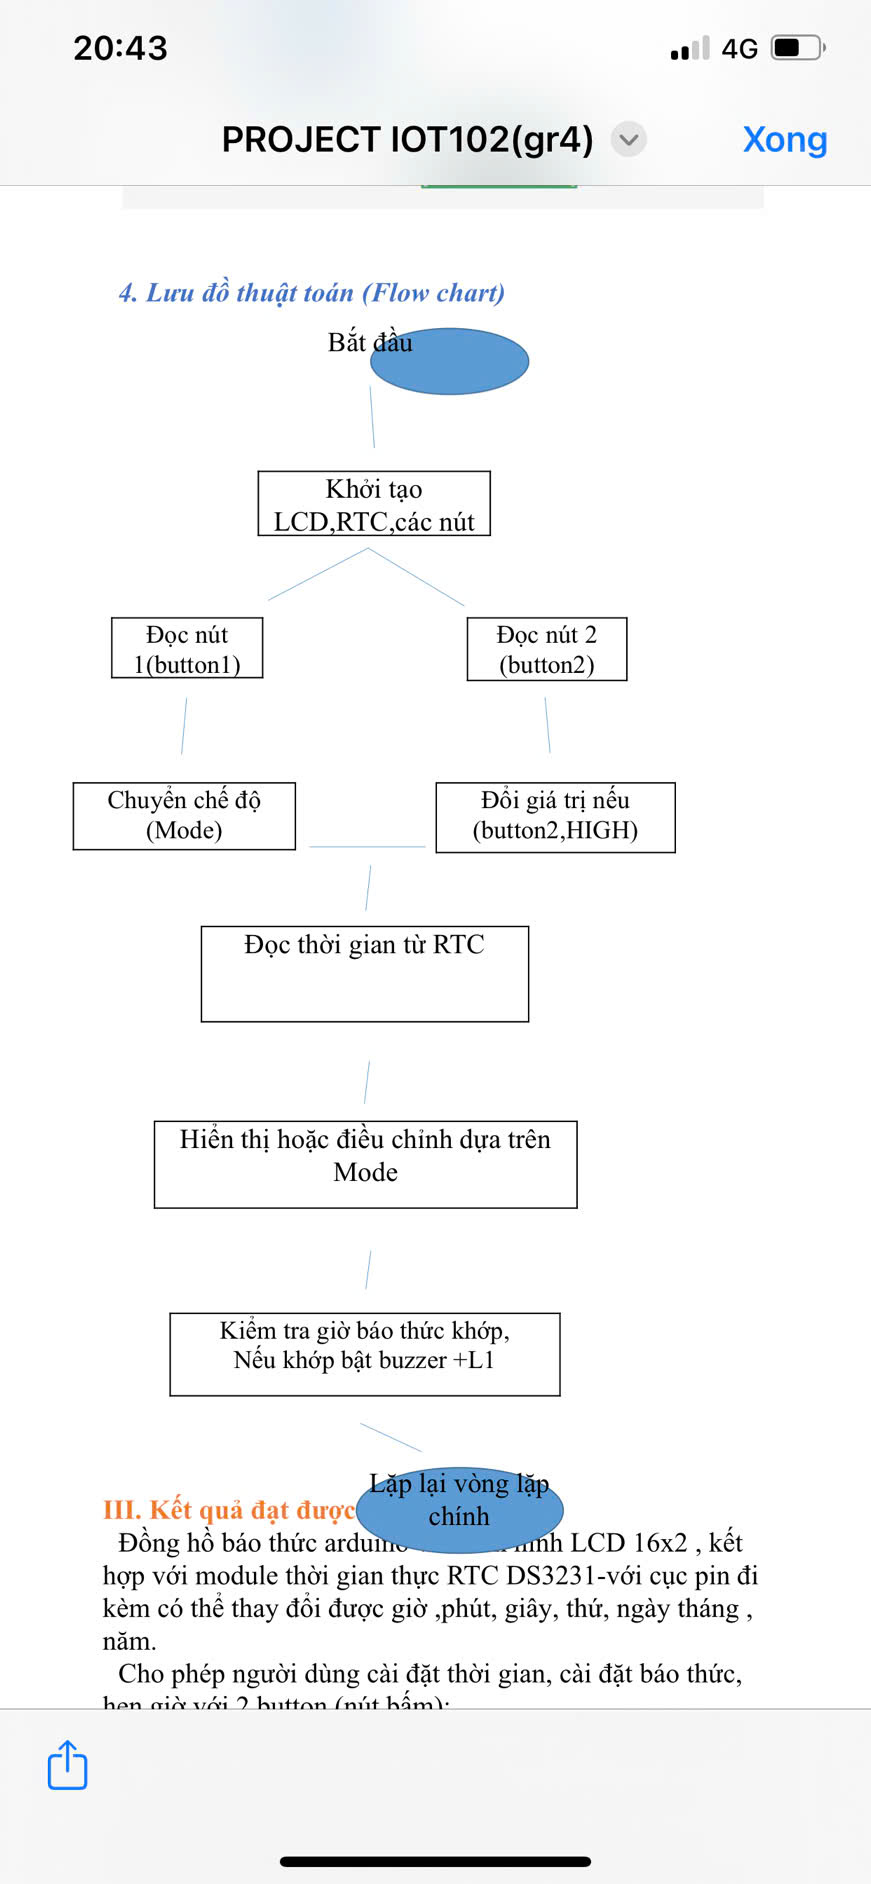 20:43
4G
PROJECT IOT102(gr4)
Xong
4. Lưu đồ thuật toán (Flow chart)
Bắt đầu
Khởi tạo
LCD,RTC,các nút
Đọc nút
1(button1)
Đọc nút 2
(button2)
Chuyển chế độ
(Mode)
Đổi giá trị nếu
(button2,HIGH)
Đọc thời gian từ RTC
Hiển thị hoặc điều chỉnh dựa trên
Mode
Kiểm tra giờ báo thức khớp,
Nếu khớp bật buzzer +L1
Lặp lại vòng lặp
chính
III. Kết quả đạt được
Đồng hồ báo thức arduino LCD 16x2 , kết
hợp với module thời gian thực RTC DS3231-với cục pin đi
kèm có thể thay đổi được giờ ,phút, giây, thứ, ngày tháng ,
năm.
Cho phép người dùng cài đặt thời gian, cài đặt báo thức,
hẹn giờ với 2 button (nút bấm):